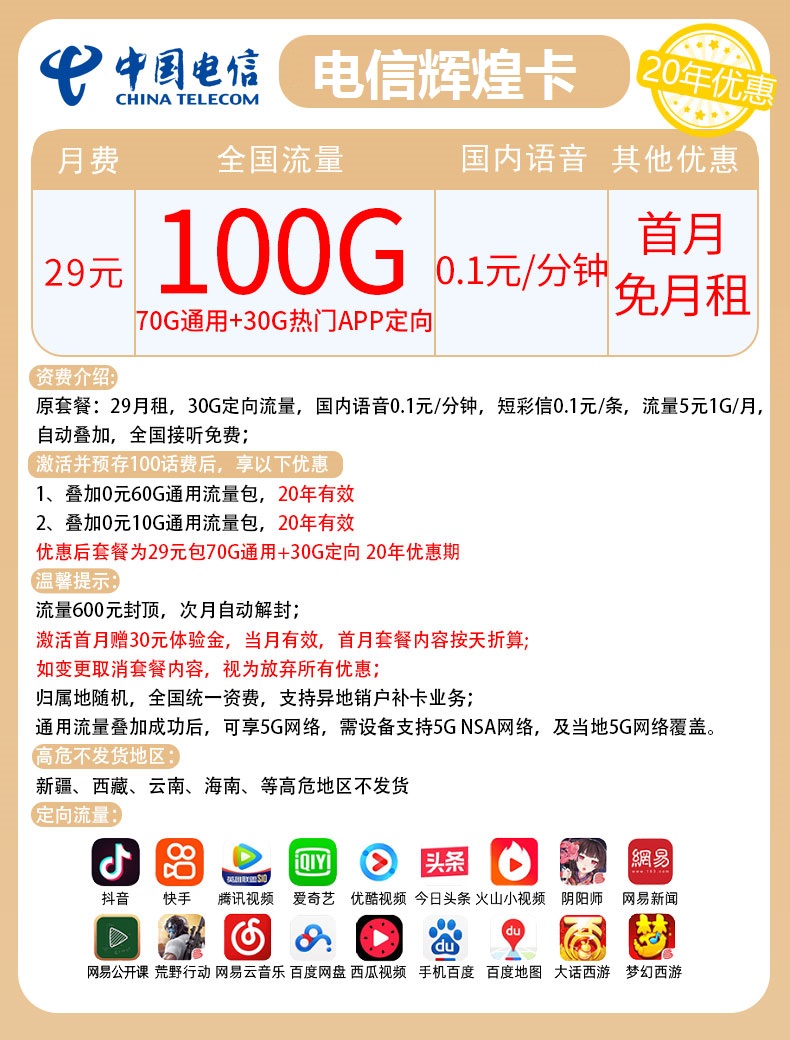 中国电信
CHINA TELECOM
电信辉煌卡
20年优惠
月费 全国流量 国内语音 其他优惠
29元
100G
70G通用+30G热门APP定向
0.1元/分钟
首月
免月租
资费介绍:
原套餐：29月租，30G定向流量，国内语音0.1元/分钟，短彩信0.1元/条，流量5元1G/月，
自动叠加，全国接听免费；
激活并预存100话费后，享以下优惠
1、叠加0元60G通用流量包，20年有效
2、叠加0元10G通用流量包，20年有效
优惠后套餐为29元包70G通用+30G定向 20年优惠期
温馨提示：
流量600元封顶，次月自动解封；
激活首月赠30元体验金，当月有效，首月套餐内容按天折算;
如变更取消套餐内容，视为放弃所有优惠；
归属地随机，全国统一资费，支持异地销户补卡业务；
通用流量叠加成功后，可享5G网络，需设备支持5G NSA网络，及当地5G网络覆盖。
高危不发货地区：
新疆、西藏、云南、海南、等高危地区不发货
定向流量：
iQIYI
英雄联盟S10
头条
網易
www.163.com
抖音 快手 腾讯视频 爱奇艺 优酷视频 今日头条 火山小视频 阴阳师 网易新闻
du
du
梦幻
网易公开课 荒野行动 网易云音乐 百度网盘 西瓜视频 手机百度 百度地图 大话西游 梦幻西游